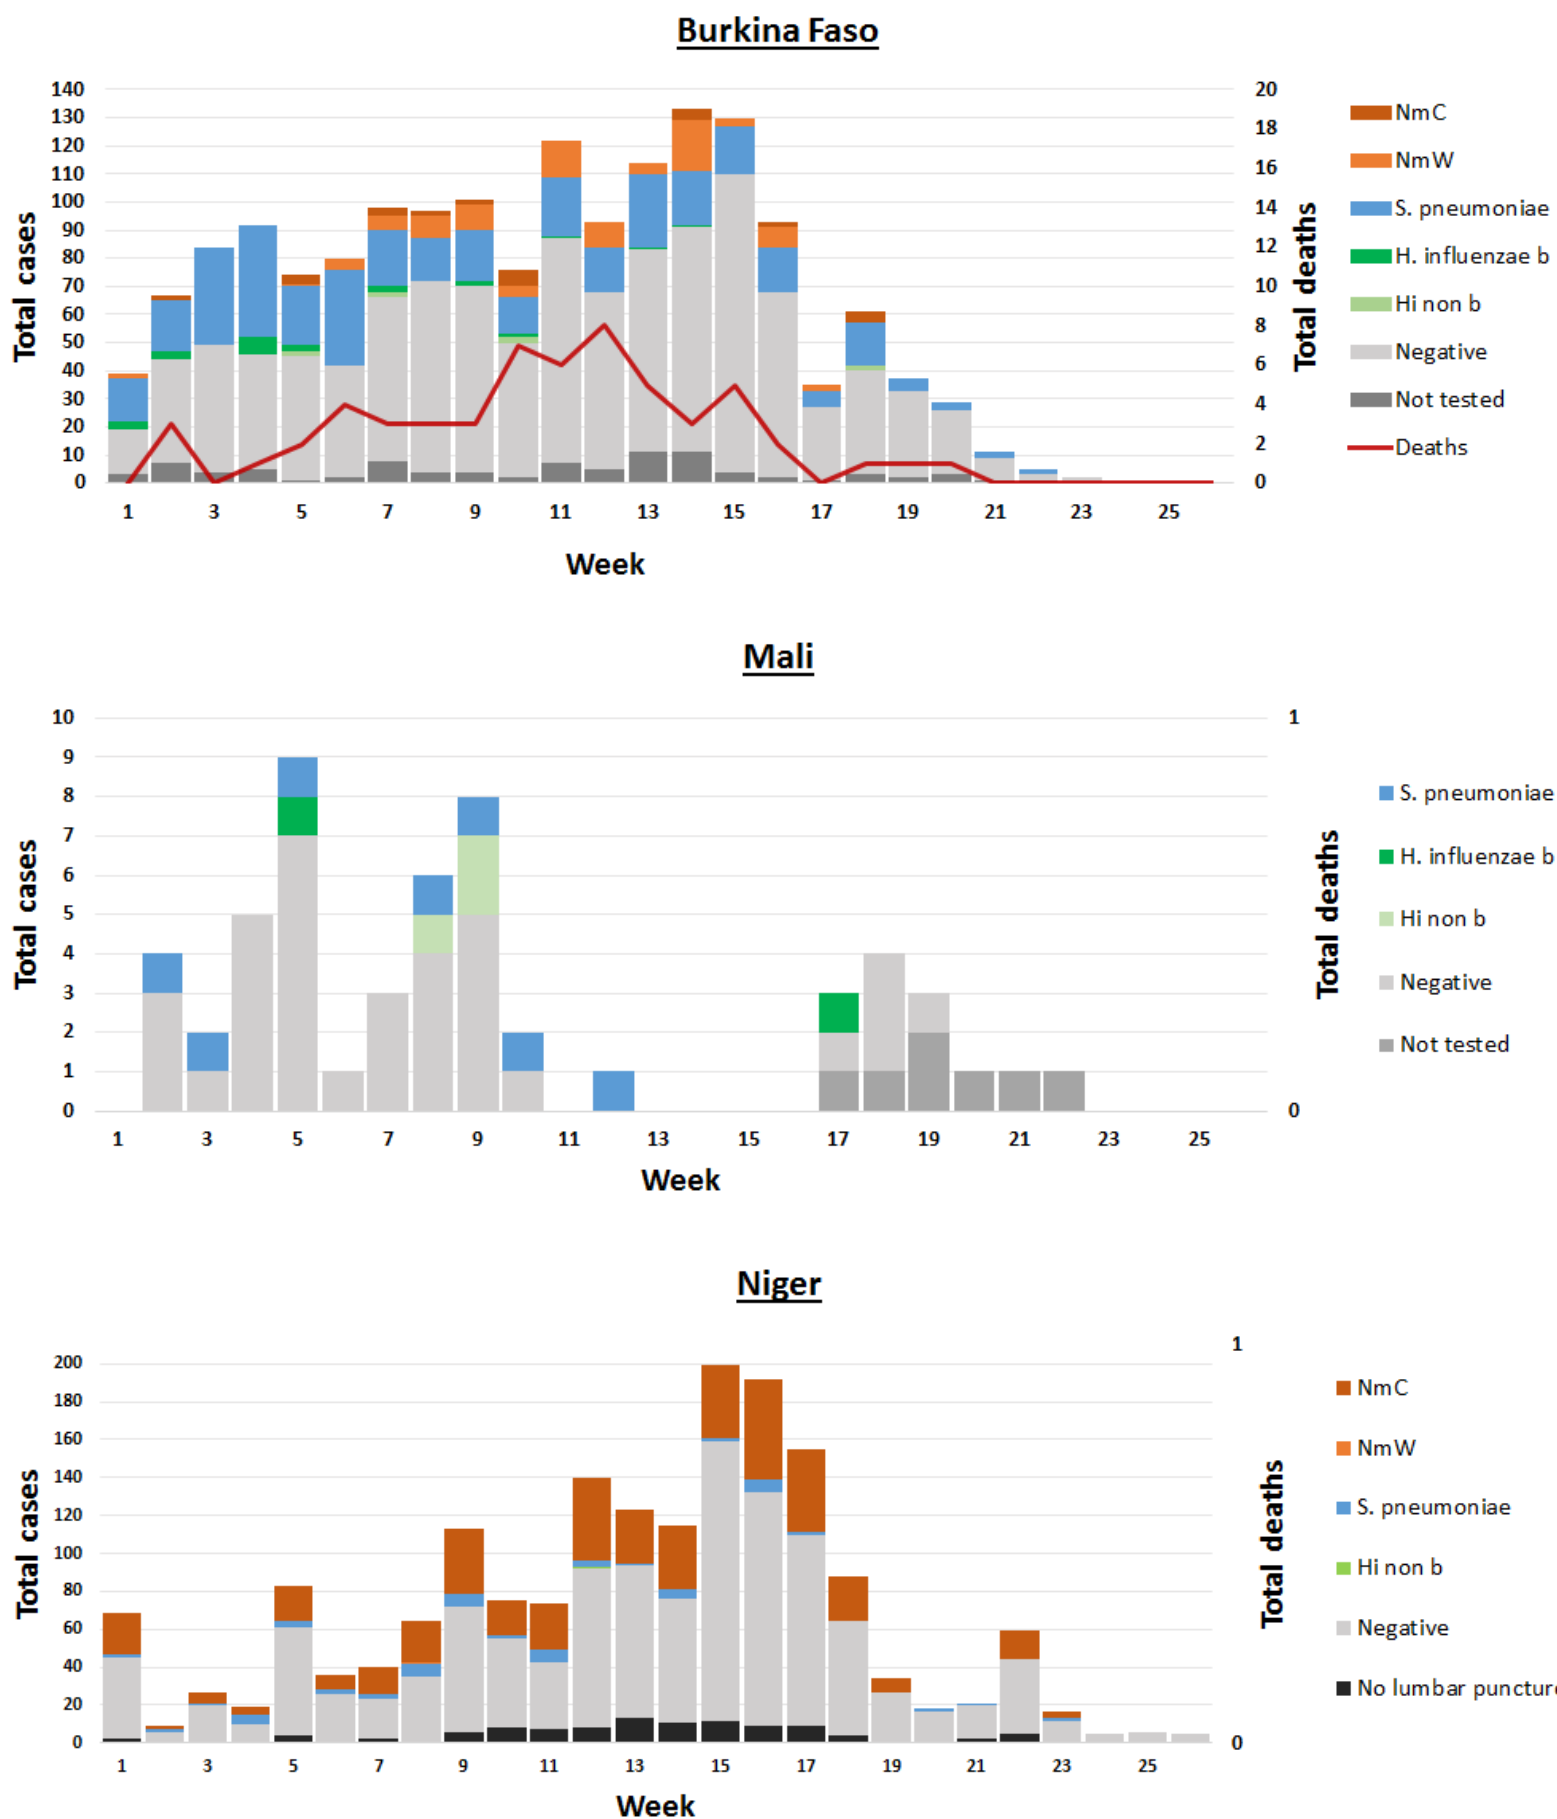 Burkina Faso
140
130
120
110
100
90
80
70
60
50
40
30
20
10
0
Total cases
20
18
16
14
12
10
8
6
4
2
0
Total deaths
1 3 5 7 9 11 13 15 17 19 21 23 25
Week
NmC
NmW
S. pneumoniae
H. influenzae b
Hi non b
Negative
Not tested
Deaths
Mali
10
9
8
7
6
5
4
3
2
1
0
Total cases
1
0
Total deaths
1 3 5 7 9 11 13 15 17 19 21 23 25
Week
S. pneumoniae
H. influenzae b
Hi non b
Negative
Not tested
Niger
200
180
160
140
120
100
80
60
40
20
0
Total cases
1
0
Total deaths
1 3 5 7 9 11 13 15 17 19 21 23 25
Week
NmC
NmW
S. pneumoniae
Hi non b
Negative
No lumbar puncture